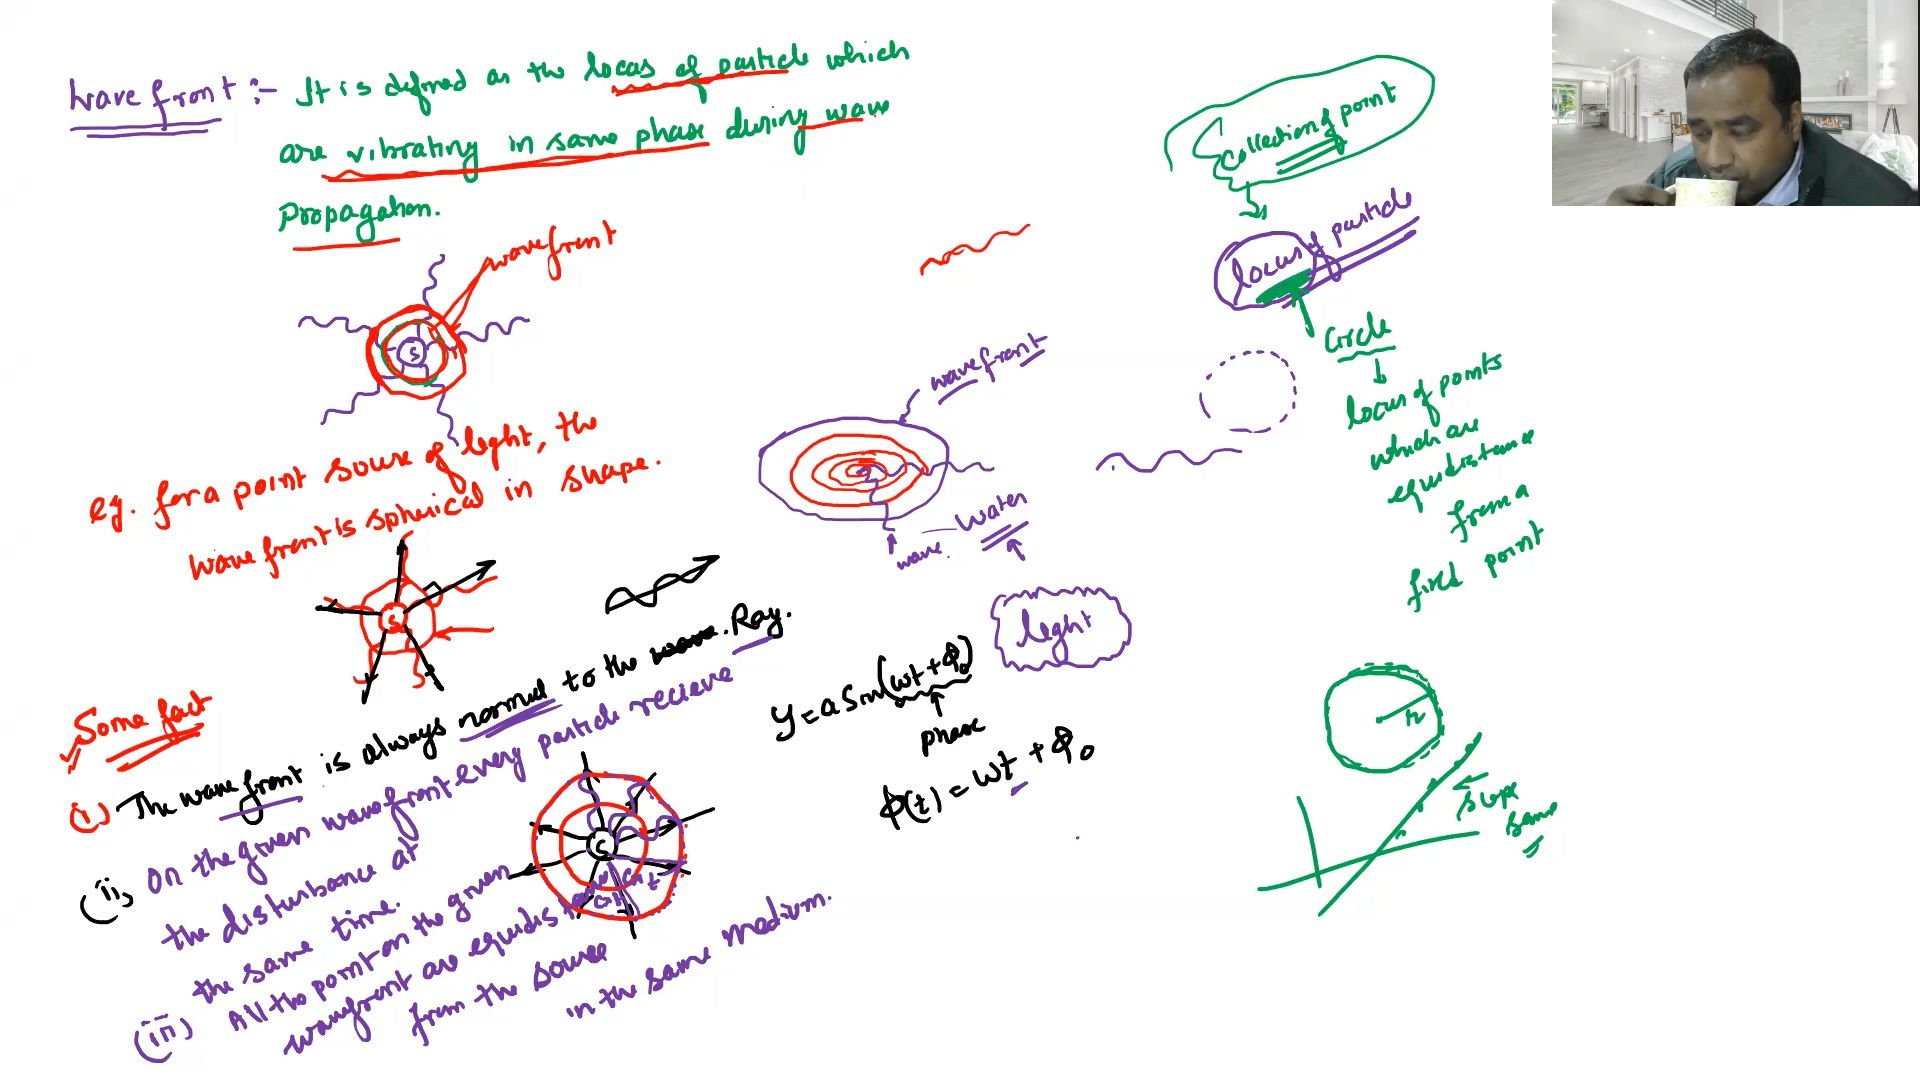 Wave front :- It is defined as the locus of particle which
are vibrating in same phase during wave
propagation.
wavefront
S
eg. for a point source of light, the
wavefront is spherical in shape.
S
Some fact
(i) The wave front is always normal to the wave. Ray.
(ii) On the given wavefront every particle recieve
the disturbance at
the same time.
(iii) All the point on the given
wavefront are equidistance
from the source
in the same medium.
S
Collection of point
locus of particle
Circle
locus of points
which are
equidistance
from a
fixed point
wavefront
Water
wave
light
y = a sin(wt + φ₀)
phase
φ(t) = wt + φ₀
r
slope
same